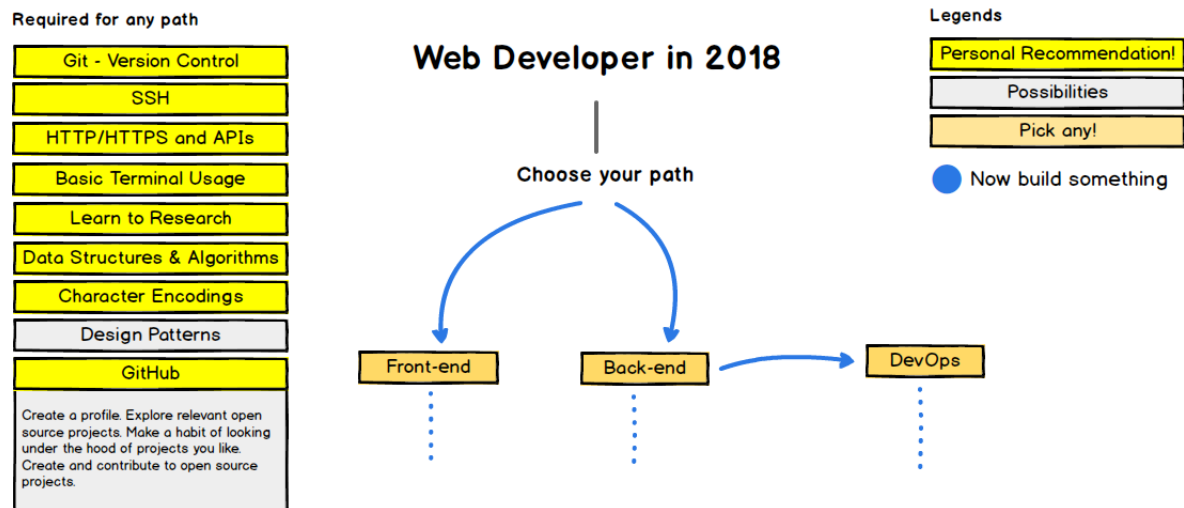 Required for any path
Git - Version Control
SSH
HTTP/HTTPS and APIs
Basic Terminal Usage
Learn to Research
Data Structures & Algorithms
Character Encodings
Design Patterns
GitHub
Create a profile. Explore relevant open
source projects. Make a habit of looking
under the hood of projects you like.
Create and contribute to open source
projects.
Web Developer in 2018
Choose your path
Front-end
Back-end
DevOps
Legends
Personal Recommendation!
Possibilities
Pick any!
Now build something